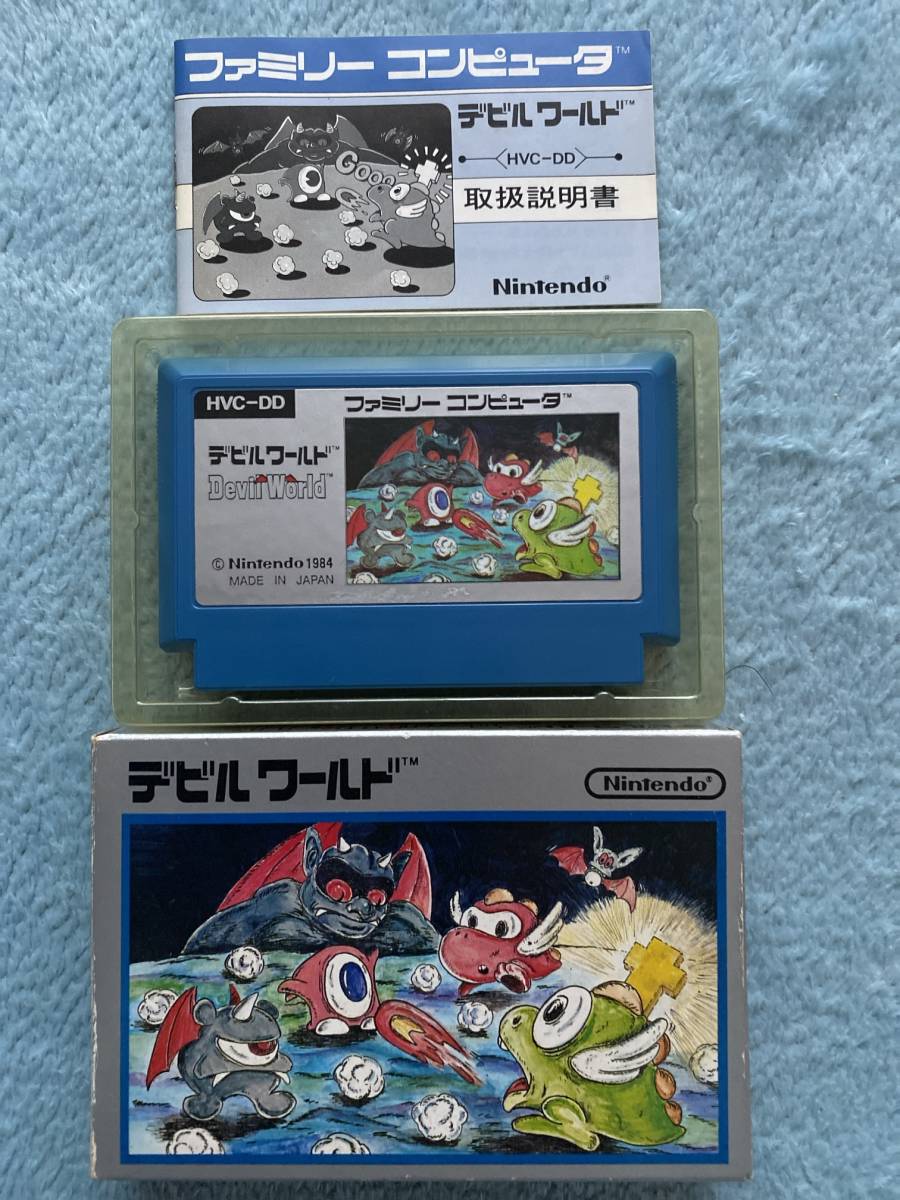 ファミリー コンピュータ™
デビル ワールド™
HVC-DD
取扱説明書
Good
Nintendo®
HVC-DD
ファミリー コンピュータ™
デビル ワールド™
Devil World™
© Nintendo 1984
MADE IN JAPAN
デビル ワールド™
Nintendo®